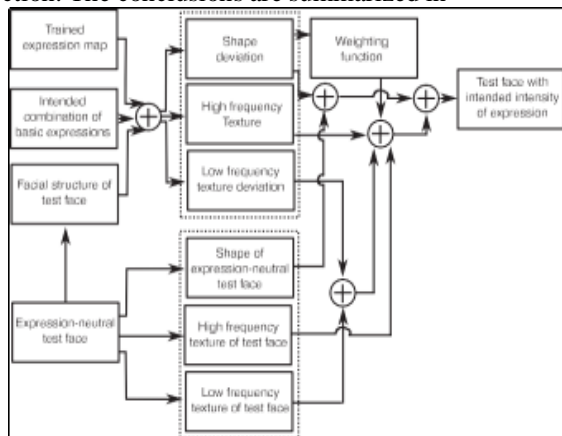 ction. The conclusions are summarized in
Trained
expression map
Intended
combination of
basic expressions
Facial structure of
test face
Expression-neutral
test face
Shape
deviation
High frequency
Texture
Low frequency
texture deviation
Shape of
expression-neutral
test face
High frequency
texture of test face
Low frequency
texture of test face
Weighting
function
Test face with
intended intensity
of expression